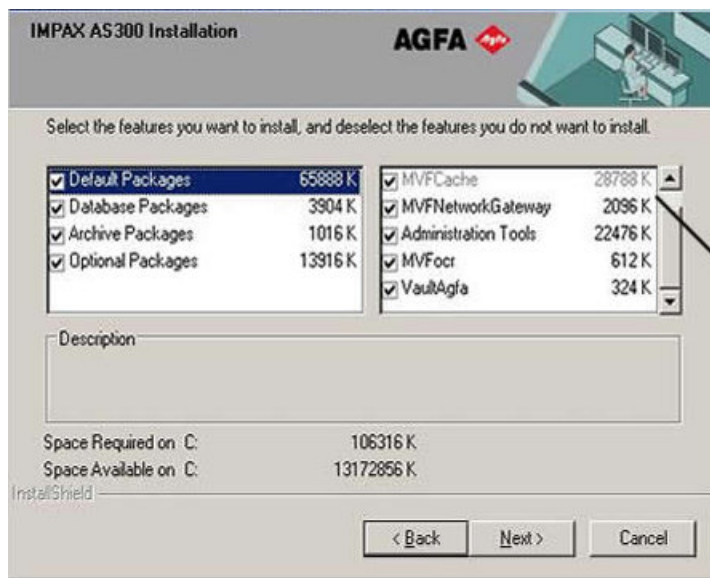 IMPAX AS300 Installation
AGFA
Agfa
Select the features you want to install, and deselect the features you do not want to install.
Default Packages 65888 K
Database Packages 3904 K
Archive Packages 1016 K
Optional Packages 13916 K
MVFCache 28788 K
MVFNetworkGateway 2096 K
Administration Tools 22476 K
MVFocr 612 K
VaultAgfa 324 K
Description
Space Required on C: 106316 K
Space Available on C: 13172856 K
InstallShield
< Back
Next >
Cancel